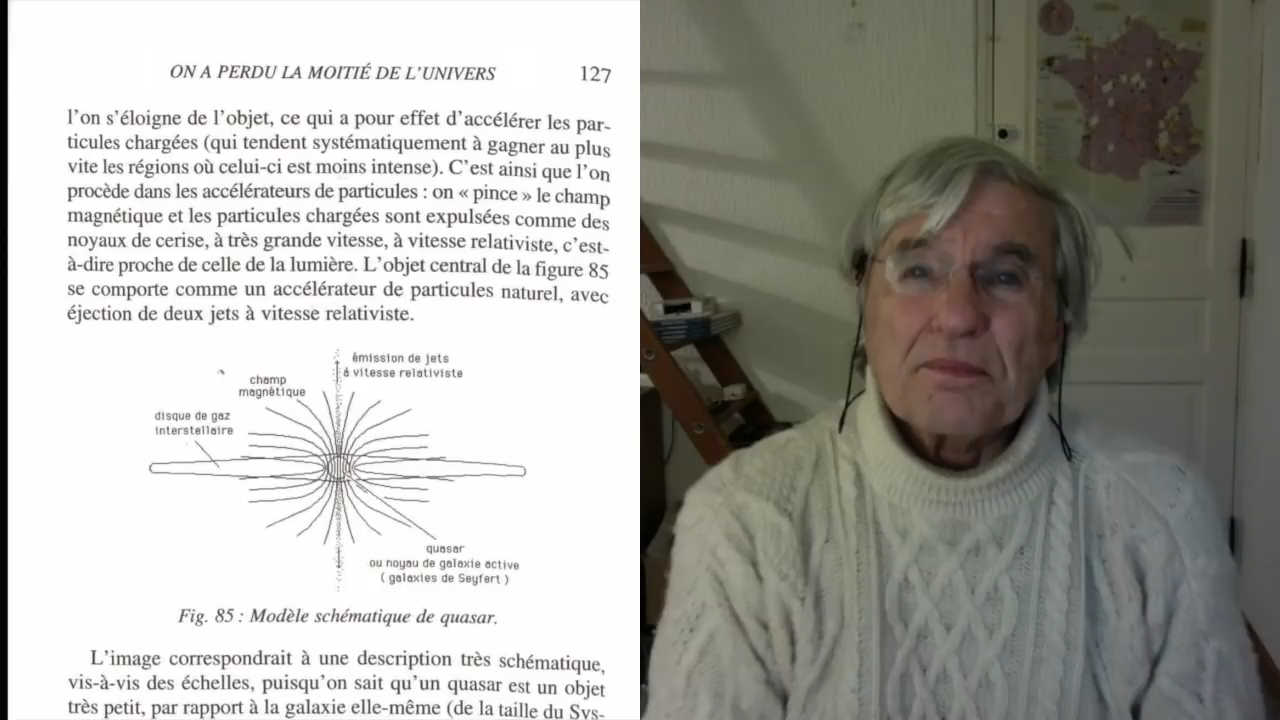 ON A PERDU LA MOITIÉ DE L'UNIVERS 127
l'on s'éloigne de l'objet, ce qui a pour effet d'accélérer les par-
ticules chargées (qui tendent systématiquement à gagner au plus
vite les régions où celui-ci est moins intense). C'est ainsi que l'on
procède dans les accélérateurs de particules : on « pince » le champ
magnétique et les particules chargées sont expulsées comme des
noyaux de cerise, à très grande vitesse, à vitesse relativiste, c'est-
à-dire proche de celle de la lumière. L'objet central de la figure 85
se comporte comme un accélérateur de particules naturel, avec
éjection de deux jets à vitesse relativiste.
émission de jets
à vitesse relativiste
champ
magnétique
disque de gaz
interstellaire
quasar
ou noyau de galaxie active
( galaxies de Seyfert )
Fig. 85 : Modèle schématique de quasar.
L'image correspondrait à une description très schématique,
vis-à-vis des échelles, puisqu'on sait qu'un quasar est un objet
très petit, par rapport à la galaxie elle-même (de la taille du Sys-